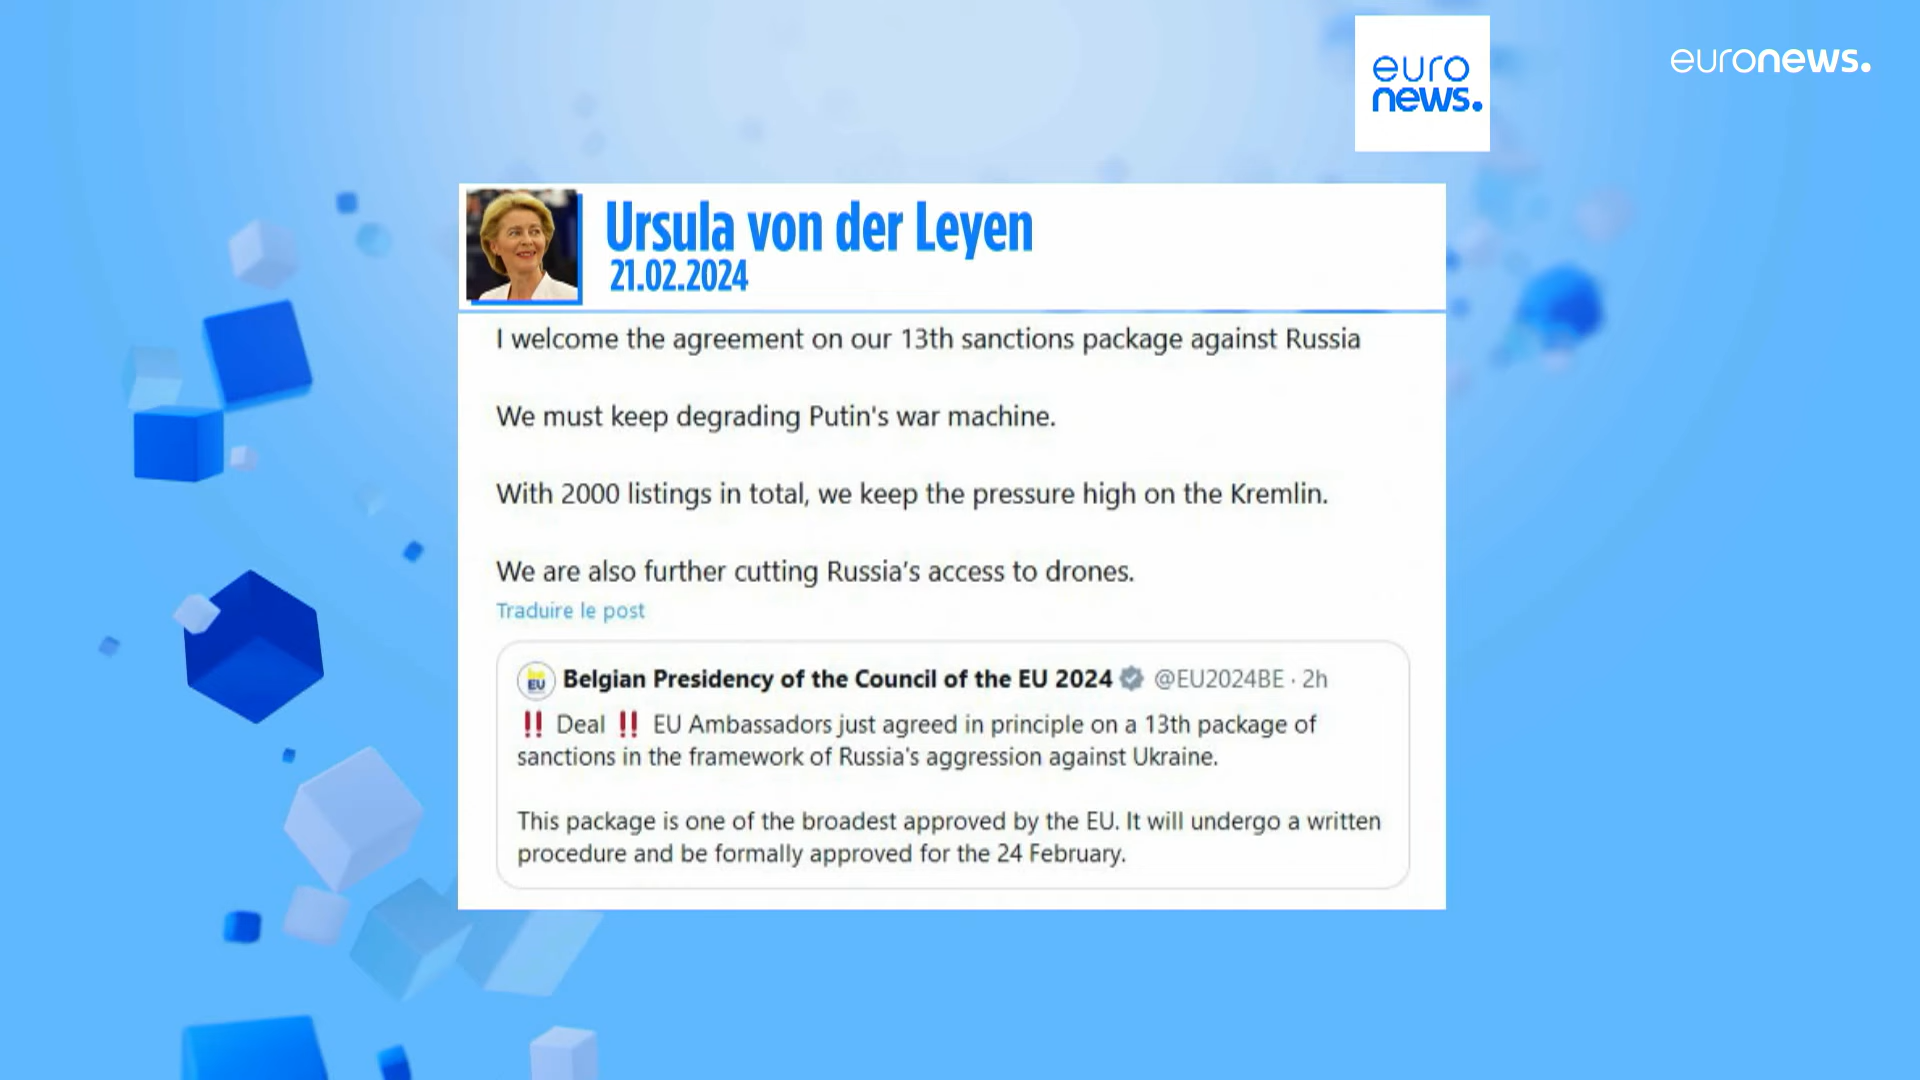 euro
news.
euronews.
Ursula von der Leyen
21.02.2024
I welcome the agreement on our 13th sanctions package against Russia
We must keep degrading Putin's war machine.
With 2000 listings in total, we keep the pressure high on the Kremlin.
We are also further cutting Russia’s access to drones.
Traduire le post
EU
Belgian Presidency of the Council of the EU 2024 @EU2024BE · 2h
‼ Deal ‼ EU Ambassadors just agreed in principle on a 13th package of
sanctions in the framework of Russia's aggression against Ukraine.
This package is one of the broadest approved by the EU. It will undergo a written
procedure and be formally approved for the 24 February.